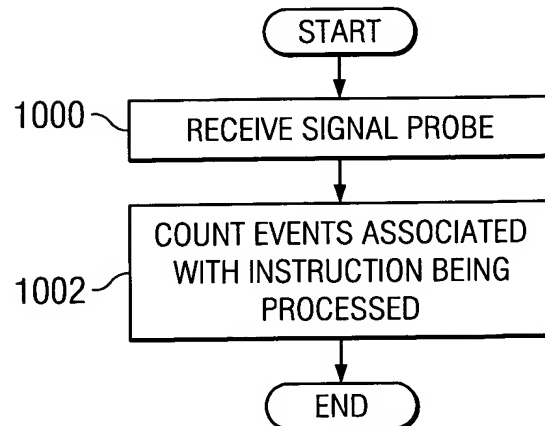 START
1000
RECEIVE SIGNAL PROBE
COUNT EVENTS ASSOCIATED
WITH INSTRUCTION BEING
PROCESSED
1002
END